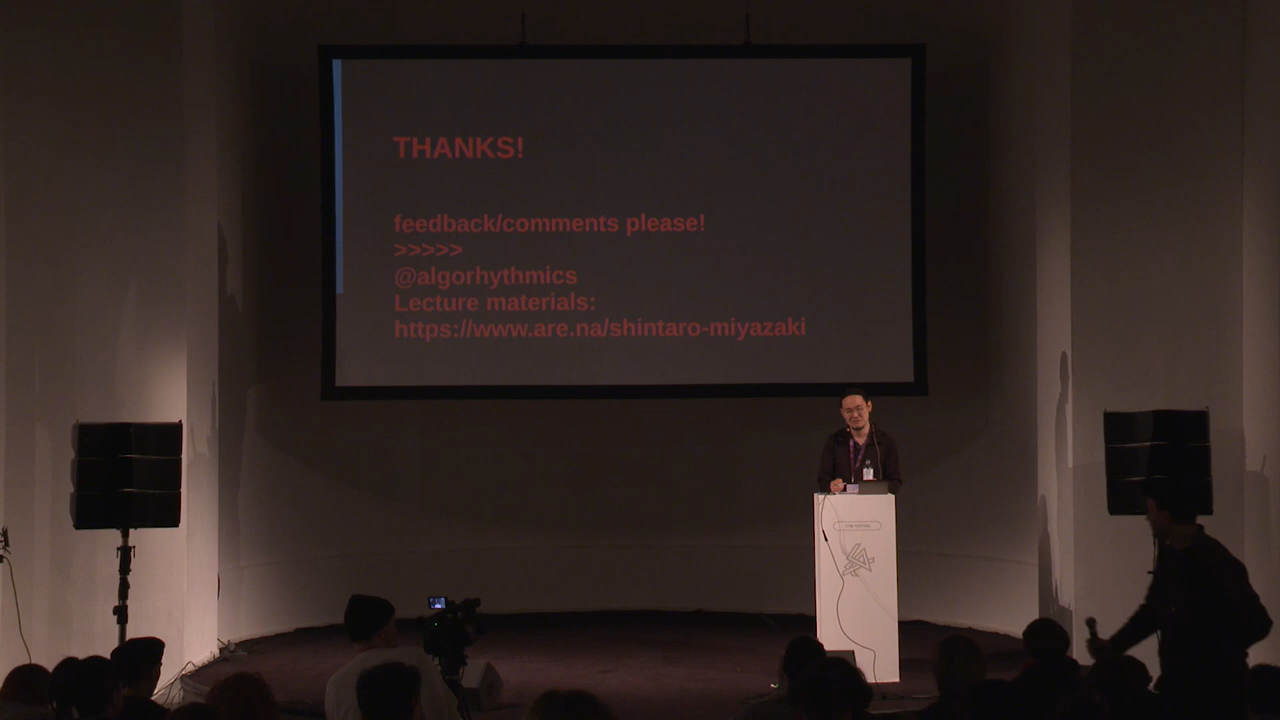 THANKS!
feedback/comments please!
>>>>>
@algorhythmics
Lecture materials:
https://www.are.na/shintaro-miyazaki